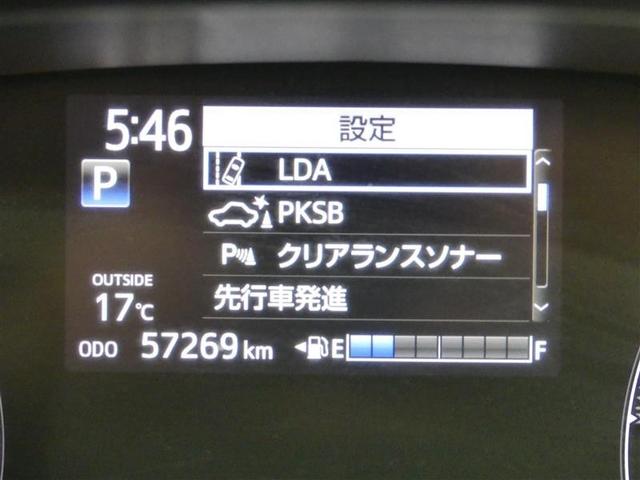 5:46
設定
P
LDA
PKSB
P クリアランスソナー
OUTSIDE
17℃
先行車発進
ODO 57269 km
E F